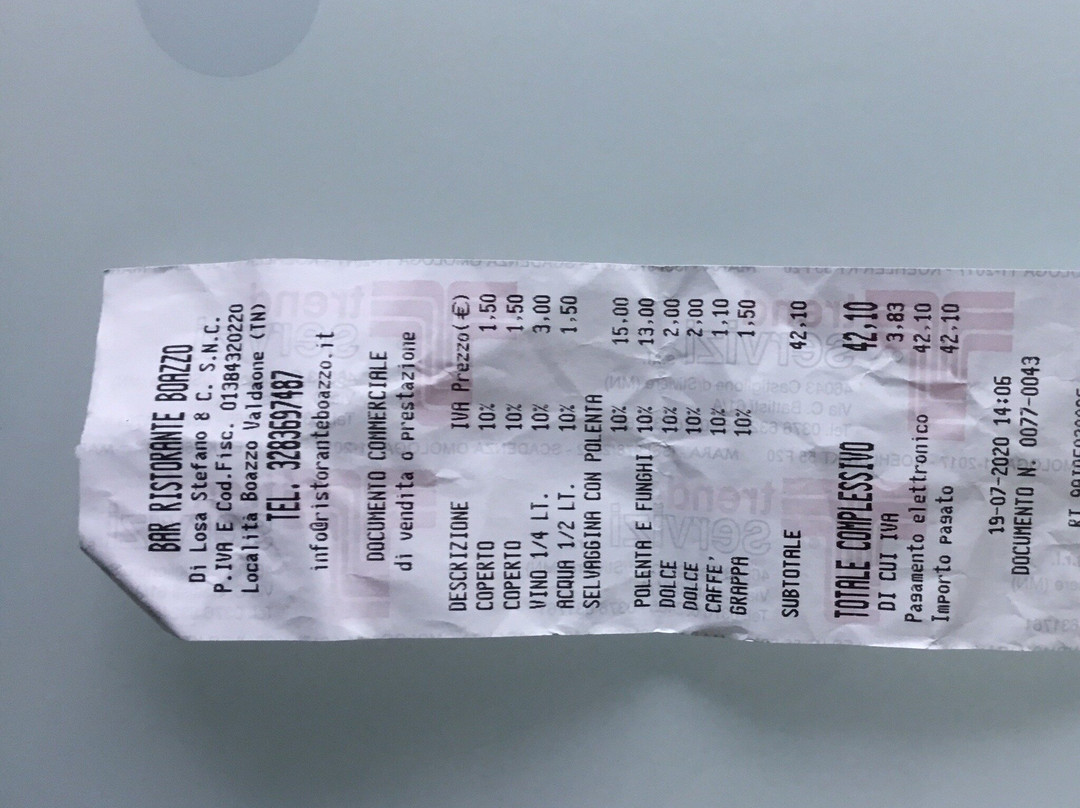 BAR RISTORANTE BOAZZO
Di Losa Stefano & C. S.N.C.
P.IVA E Cod.Fisc. 01384320220
Località Boazzo Valdaone (TN)
TEL. 3283697487
info@ristoranteboazzo.it
DOCUMENTO COMMERCIALE
di vendita o prestazione
DESCRIZIONE IVA Prezzo(€)
COPERTO 10% 1,50
COPERTO 10% 1,50
VINO 1/4 LT. 10% 3,00
ACQUA 1/2 LT. 10% 1,50
SELVAGGINA CON POLENTA
10% 15,00
POLENTA E FUNGHI 10% 13,00
DOLCE 10% 2,00
DOLCE 10% 2,00
CAFFE' 10% 1,10
GRAPPA 10% 1,50
SUBTOTALE 42,10
TOTALE COMPLESSIVO 42,10
DI CUI IVA 3,83
Pagamento elettronico 42,10
Importo Pagato 42,10
19-07-2020 14:06
DOCUMENTO N. 0077-0043